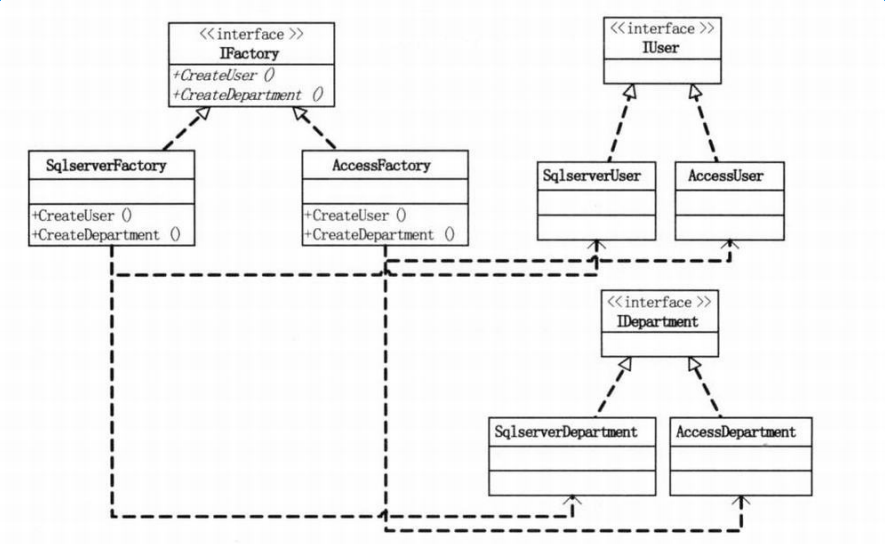 <<interface >>
IFactory
+CreateUser ()
+CreateDepartment ()
<<interface >>
IUser
SqlserverFactory
+CreateUser ()
+CreateDepartment ()
AccessFactory
+CreateUser ()
+CreateDepartment ()
SqlserverUser
AccessUser
<<interface >>
IDepartment
SqlserverDepartment
AccessDepartment